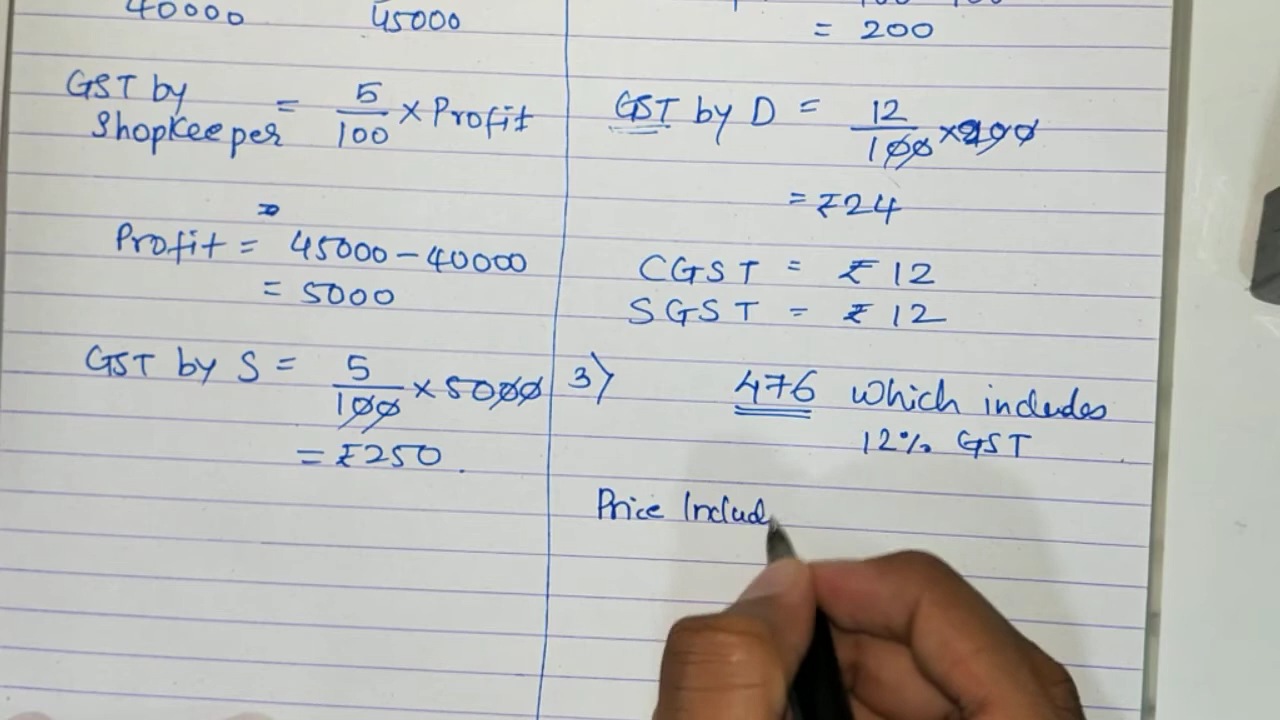 40000 45000
GST by
Shopkeeper = 5/100 × Profit
Profit = 45000 - 40000
= 5000
GST by S = 5/100 × 5000
= ₹250.
= 200
GST by D = 12/100 × 200
= ₹24
CGST = ₹12
SGST = ₹12
3) 476 which includes
12% GST
Price Includ